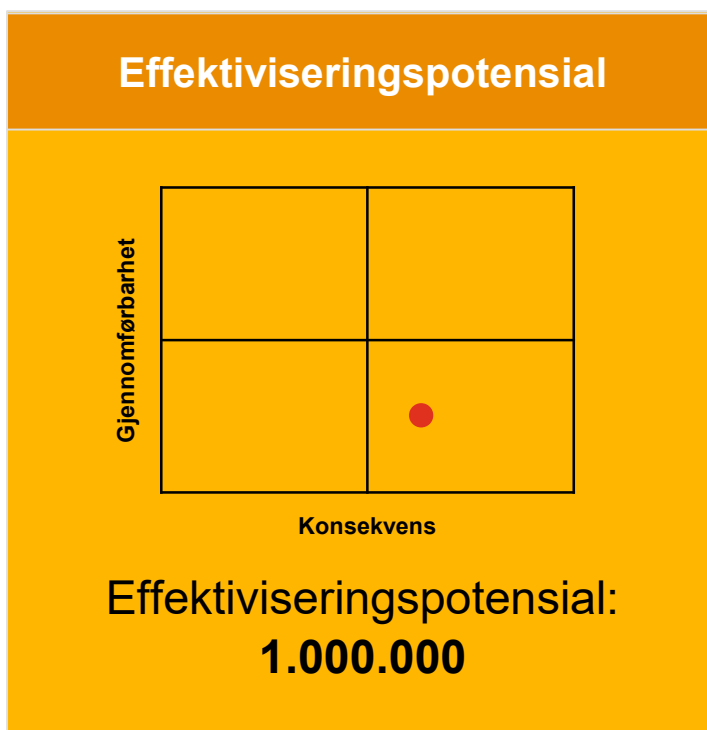 Effektiviseringspotensial
Gjennomførbarhet
Konsekvens
Effektiviseringspotensial:
1.000.000